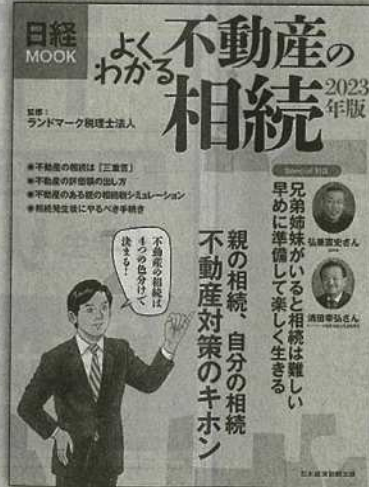 日経
MOOK
よく
わかる
不動産の
相続
2023
年版
監修：
ランドマーク税理士法人
●不動産の相続は「三重苦」
●不動産の評価額の出し方
●不動産のある親の相続税シミュレーション
●相続発生後にやるべき手続き
Special 対談
兄弟姉妹がいると相続は難しい
早めに準備して楽しく生きる
弘兼憲史さん
清田幸弘さん
親の相続、自分の相続
不動産対策のキホン
不動産の相続は
4つの色分けで
決まる！
日本経済新聞出版